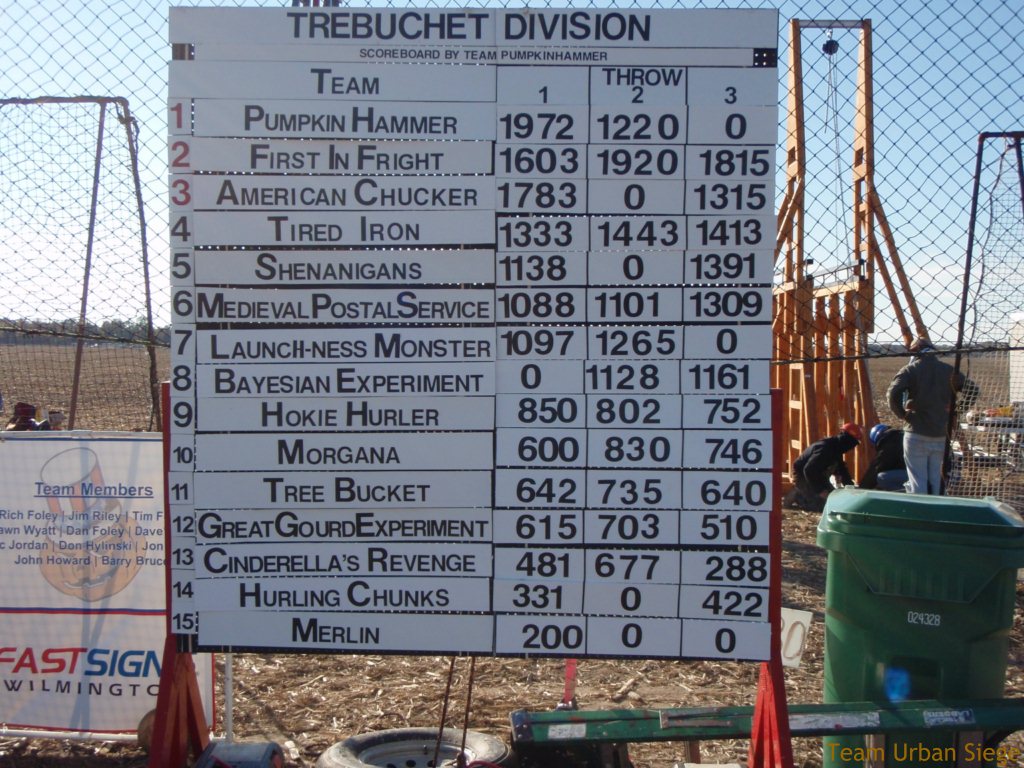 TREBUCHET DIVISION
SCOREBOARD BY TEAM PUMPKINHAMMER
TEAM THROW
1 2 3
1 PUMPKIN HAMMER 1972 1220 0
2 FIRST IN FRIGHT 1603 1920 1815
3 AMERICAN CHUCKER 1783 0 1315
4 TIRED IRON 1333 1443 1413
5 SHENANIGANS 1138 0 1391
6 MEDIEVAL POSTAL SERVICE 1088 1101 1309
7 LAUNCH-NESS MONSTER 1097 1265 0
8 BAYESIAN EXPERIMENT 0 1128 1161
9 HOKIE HURLER 850 802 752
10 MORGANA 600 830 746
11 TREE BUCKET 642 735 640
12 GREAT GOURD EXPERIMENT 615 703 510
13 CINDERELLA'S REVENGE 481 677 288
14 HURLING CHUNKS 331 0 422
15 MERLIN 200 0 0
Team Members
Rich Foley | Jim Riley | Tim F
awn Wyatt | Dan Foley | Dave
c Jordan | Don Hylinski | Jon
John Howard | Barry Bruc
FASTSIGN
WILMINGTO
0
024328
Team Urban Siege